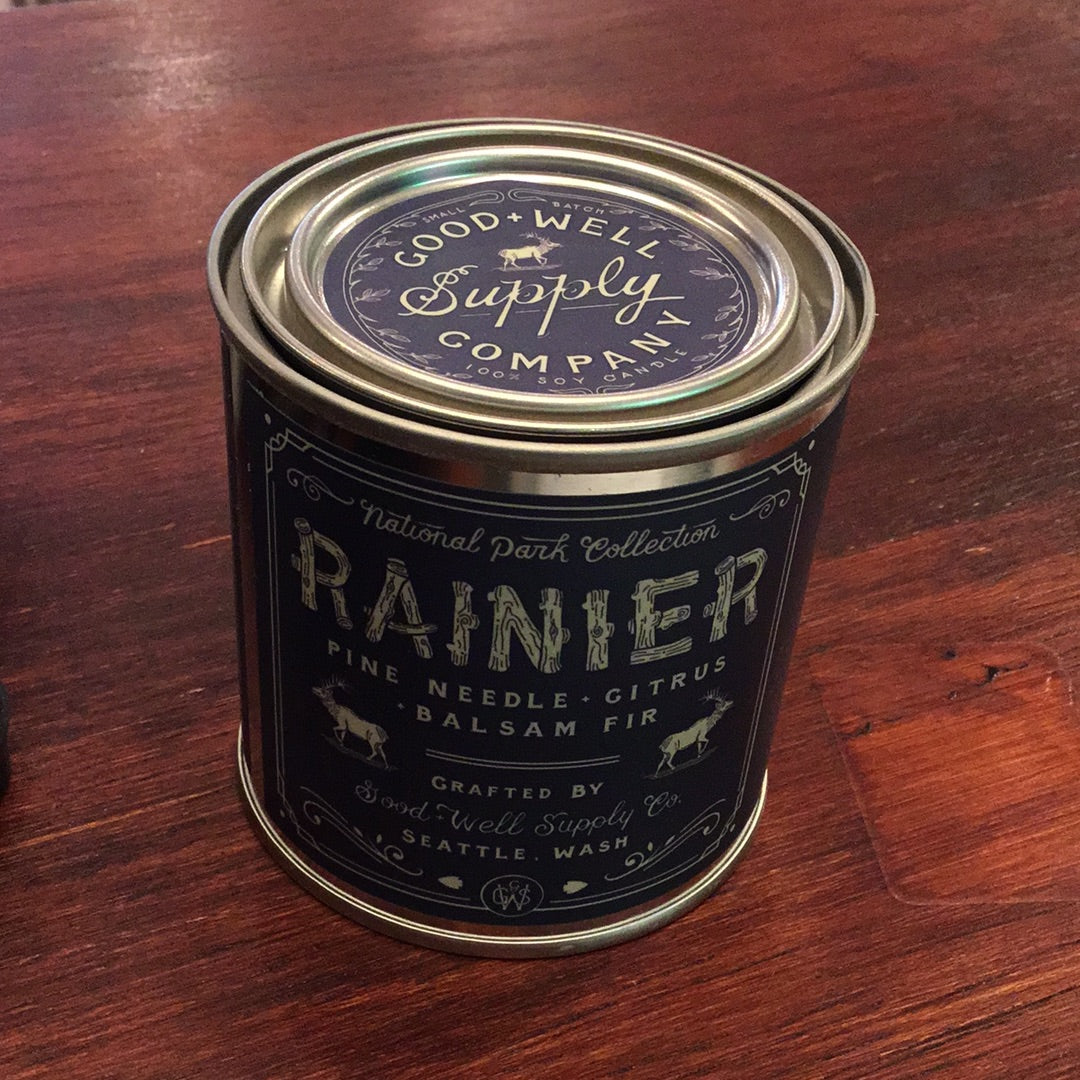 SMALL BATCH
GOOD + WELL
Supply
COMPANY
100% SOY CANDLE
National Park Collection
RAINIER
PINE NEEDLE + CITRUS
+ BALSAM FIR
CRAFTED BY
Good + Well Supply Co.
SEATTLE, WASH
GWS